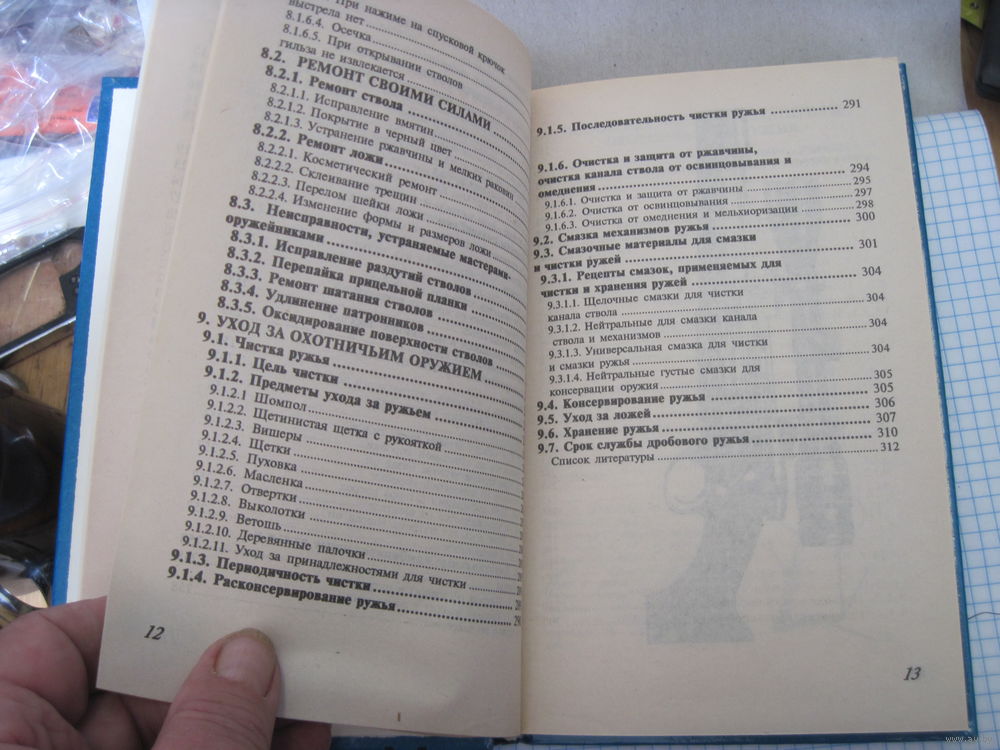 При нажиме на спусковой крючок
выстрела нет
8.1.6.4. Осечка
8.1.6.5. При открывании стволов
гильза не извлекается
8.2. РЕМОНТ СВОИМИ СИЛАМИ
8.2.1. Ремонт ствола
8.2.1.1. Исправление вмятин
8.2.1.2. Покрытие в черный цвет
8.2.1.3. Устранение ржавчины и мелких раковин
8.2.2. Ремонт ложи
8.2.2.1. Косметический ремонт
8.2.2.2. Склеивание трещин
8.2.2.3. Перелом шейки ложи
8.2.2.4. Изменение формы и размеров ложи
8.3. Неисправности, устраняемые мастерами-
оружейниками
8.3.1. Исправление раздутий стволов
8.3.2. Перепайка прицельной планки
8.3.3. Ремонт шатания стволов
8.3.4. Удлинение патронников
8.3.5. Оксидирование поверхности стволов
9. УХОД ЗА ОХОТНИЧЬИМ ОРУЖИЕМ
9.1. Чистка ружья
9.1.1. Цель чистки
9.1.2. Предметы ухода за ружьем
9.1.2.1 Шомпол
9.1.2.2. Щетинистая щетка с рукояткой
9.1.2.3. Вишеры
9.1.2.4. Щетки
9.1.2.5. Пуховка
9.1.2.6. Масленка
9.1.2.7. Отвертки
9.1.2.8. Выколотки
9.1.2.9. Ветошь
9.1.2.10. Деревянные палочки
9.1.2.11. Уход за принадлежностями для чистки
9.1.3. Периодичность чистки
9.1.4. Расконсервирование ружья
12
9.1.5. Последовательность чистки ружья 291
9.1.6. Очистка и защита от ржавчины,
очистка канала ствола от освинцовывания и
омеднения 294
9.1.6.1. Очистка и защита от ржавчины 295
9.1.6.2. Очистка от освинцовывания 297
9.1.6.3. Очистка от омеднения и мельхиоризации 298
9.2. Смазка механизмов ружья 300
9.3. Смазочные материалы для смазки
и чистки ружей 301
9.3.1. Рецепты смазок, применяемых для
чистки и хранения ружей 304
9.3.1.1. Щелочные смазки для чистки
канала ствола 304
9.3.1.2. Нейтральные для смазки канала
ствола и механизмов 304
9.3.1.3. Универсальная смазка для чистки
и смазки ружья 304
9.3.1.4. Нейтральные густые смазки для
консервации оружия 305
9.4. Консервирование ружья 305
9.5. Уход за ложей 306
9.6. Хранение ружья 307
9.7. Срок службы дробового ружья 310
Список литературы 312
13